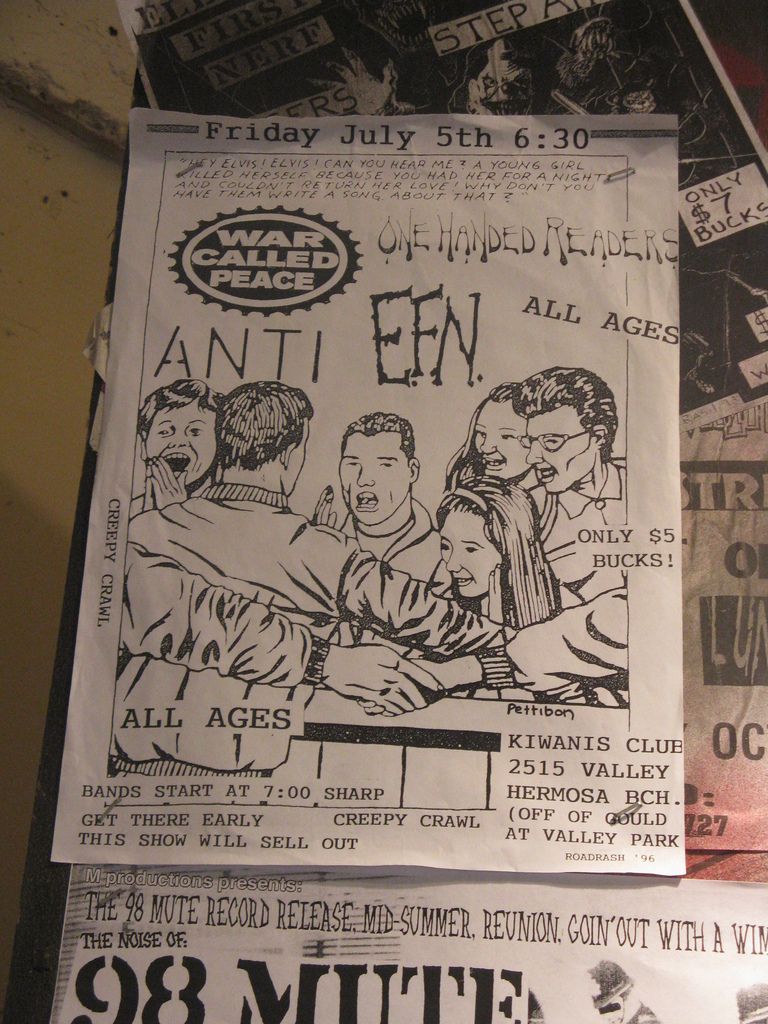 FIRST
NERF
ERS
STEP A
ONLY
$7
BUCKS
Friday July 5th 6:30
"HEY ELVIS! ELVIS! CAN YOU HEAR ME? A YOUNG GIRL
KILLED HERSELF BECAUSE YOU HAD HER FOR A NIGHT
AND COULDN'T RETURN HER LOVE! WHY DON'T YOU
HAVE THEM WRITE A SONG ABOUT THAT?"
WAR
CALLED
PEACE
ONE HANDED READERS
ANTI
E.F.N.
ALL AGES
CREEPY CRAWL
ONLY $5
BUCKS!
Pettibon
ALL AGES
KIWANIS CLUB
2515 VALLEY
HERMOSA BCH.
(OFF OF GOULD
AT VALLEY PARK
BANDS START AT 7:00 SHARP
GET THERE EARLY CREEPY CRAWL
THIS SHOW WILL SELL OUT
ROADRASH '96
STRI
OC
727
M productions presents:
THE 98 MUTE RECORD RELEASE, MID-SUMMER, REUNION, GOIN' OUT WITH A WIM
THE NOISE OF:
98 MUTE